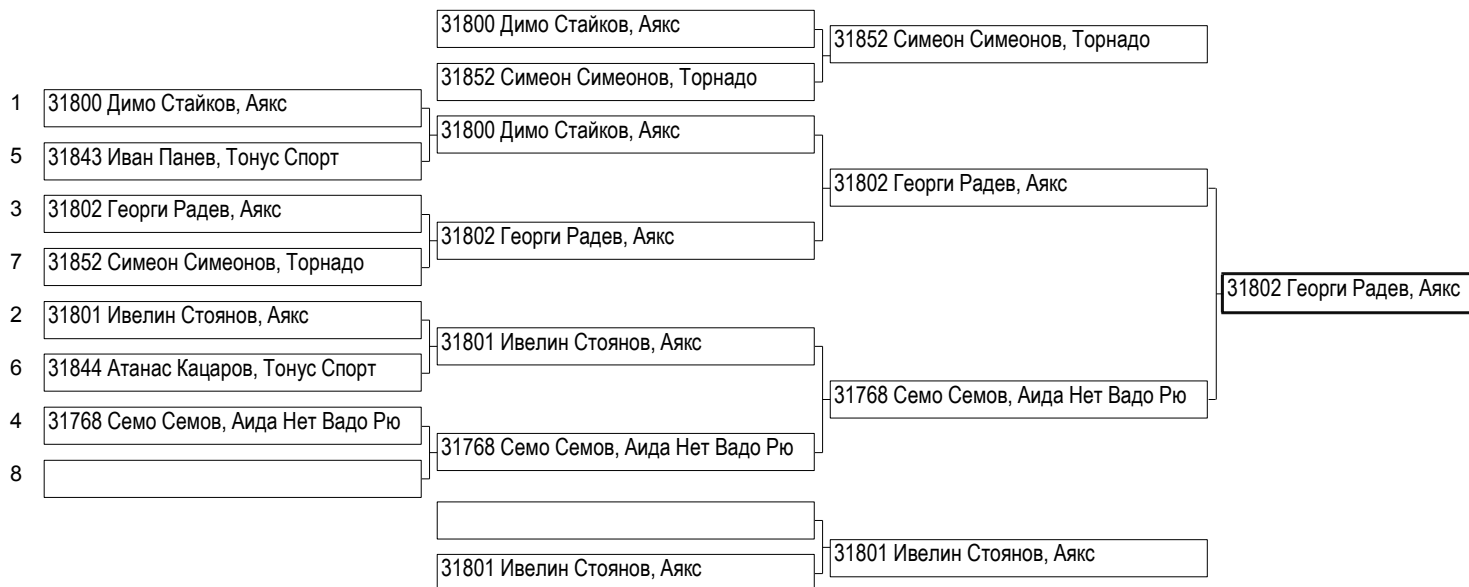 31800 Димо Стайков, Аякс
31852 Симеон Симеонов, Торнадо
31852 Симеон Симеонов, Торнадо
1 31800 Димо Стайков, Аякс
31800 Димо Стайков, Аякс
5 31843 Иван Панев, Тонус Спорт
31802 Георги Радев, Аякс
3 31802 Георги Радев, Аякс
31802 Георги Радев, Аякс
7 31852 Симеон Симеонов, Торнадо
31802 Георги Радев, Аякс
2 31801 Ивелин Стоянов, Аякс
31801 Ивелин Стоянов, Аякс
6 31844 Атанас Кацаров, Тонус Спорт
31768 Семо Семов, Аида Нет Вадо Рю
4 31768 Семо Семов, Аида Нет Вадо Рю
31768 Семо Семов, Аида Нет Вадо Рю
8
31801 Ивелин Стоянов, Аякс
31801 Ивелин Стоянов, Аякс